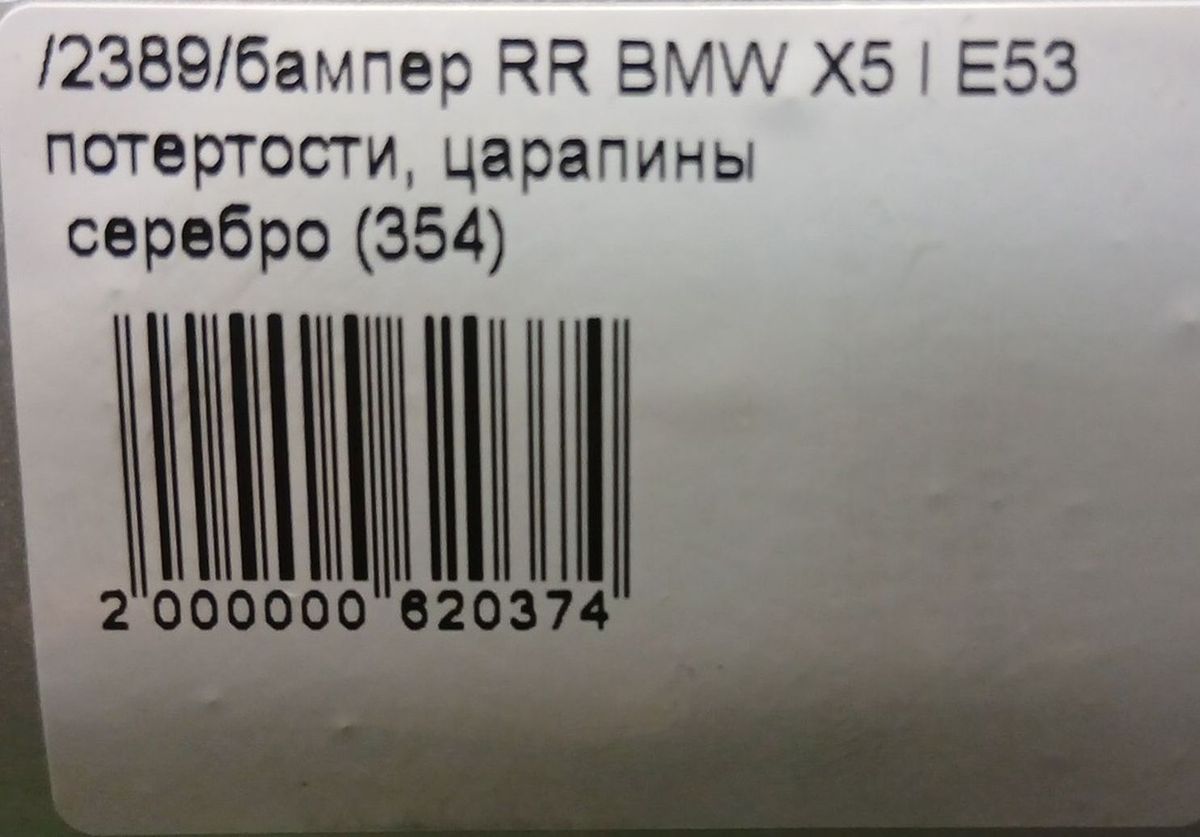 /2389/бампер RR BMW X5 I E53
потертости, царапины
серебро (354)
2 000000 620374